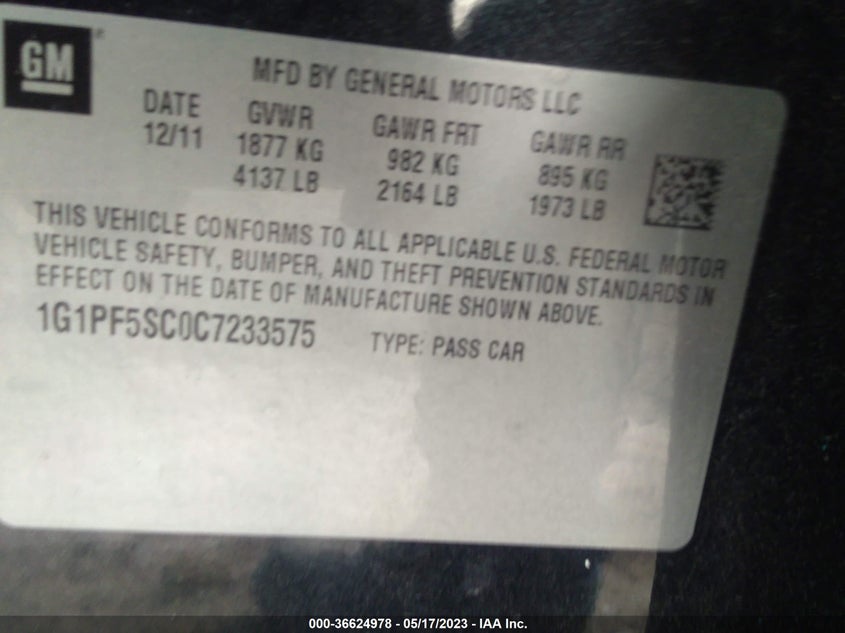 GM
MFD BY GENERAL MOTORS LLC
DATE GVWR GAWR FRT GAWR RR
12/11 1877 KG 982 KG 895 KG
4137 LB 2164 LB 1973 LB
THIS VEHICLE CONFORMS TO ALL APPLICABLE U.S. FEDERAL MOTOR
VEHICLE SAFETY, BUMPER, AND THEFT PREVENTION STANDARDS IN
EFFECT ON THE DATE OF MANUFACTURE SHOWN ABOVE.
1G1PF5SC0C7233575 TYPE: PASS CAR
000-36624978 - 05/17/2023 - IAA Inc.